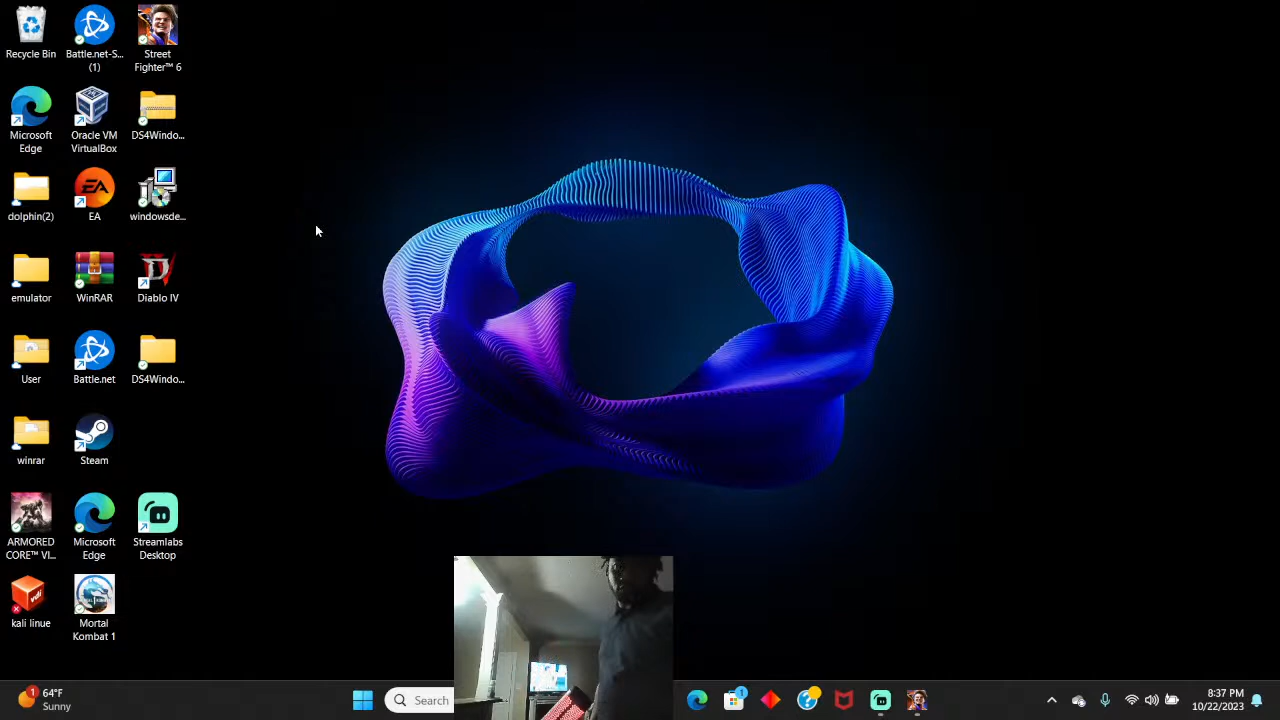 Recycle Bin
Battle.net-S...
(1)
Street
Fighter™ 6
Microsoft
Edge
Oracle VM
VirtualBox
DS4Windo...
dolphin(2)
EA
windowsde...
emulator
WinRAR
Diablo IV
User
Battle.net
DS4Windo...
winrar
Steam
ARMORED
CORE™ VI...
Microsoft
Edge
Streamlabs
Desktop
kali linue
Mortal
Kombat 1
1
64°F
Sunny
Search
1
8:37 PM
10/22/2023